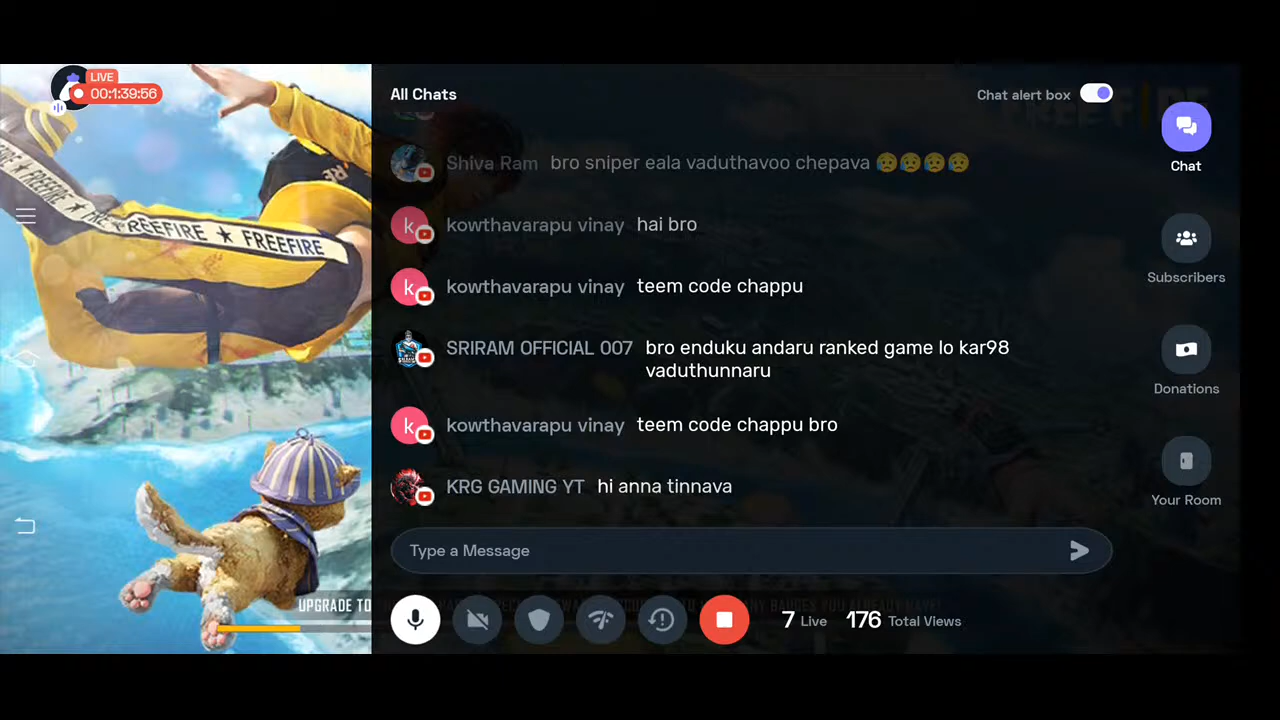 LIVE
00:1:39:56
FREEFIRE ★ FREEFIRE
UPGRADE TO
All Chats
Chat alert box
Shiva Ram bro sniper eala vaduthavoo chepava 😥😥😥😥
kowthavarapu vinay hai bro
kowthavarapu vinay teem code chappu
SRIRAM OFFICIAL 007 bro enduku andaru ranked game lo kar98
vaduthunnaru
kowthavarapu vinay teem code chappu bro
KRG GAMING YT hi anna tinnava
Type a Message
7 Live 176 Total Views
Chat
Subscribers
Donations
Your Room